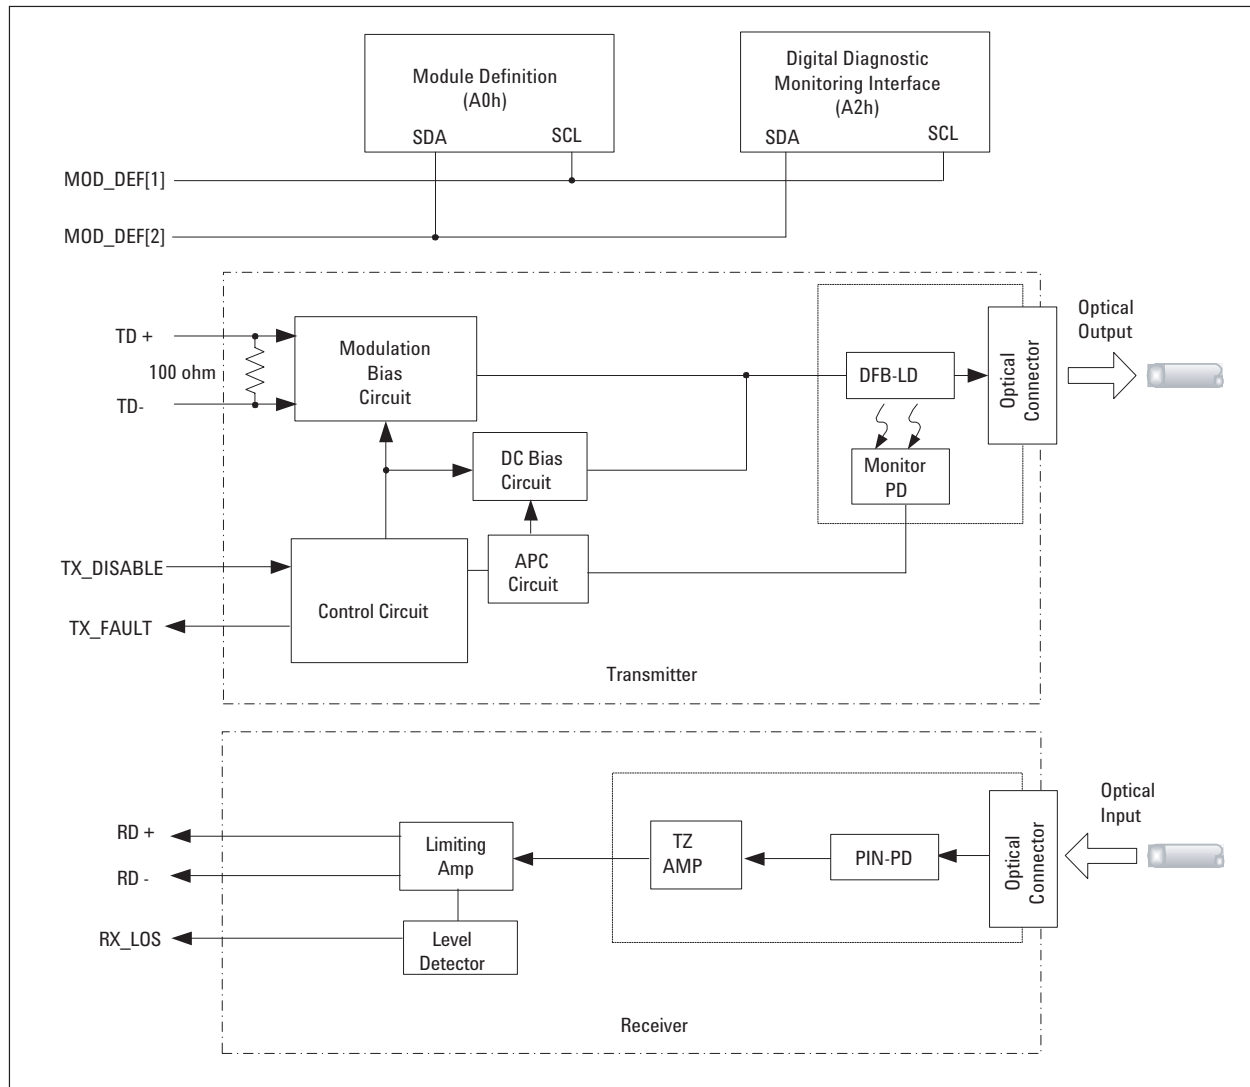 Module Definition
(A0h)
SDA
SCL
Digital Diagnostic
Monitoring Interface
(A2h)
SDA
SCL
MOD_DEF[1]
MOD_DEF[2]
TD +
100 ohm
TD-
Modulation
Bias
Circuit
DC Bias
Circuit
DFB-LD
Monitor
PD
Optical
Connector
Optical
Output
TX_DISABLE
TX_FAULT
Control Circuit
APC
Circuit
Transmitter
RD +
RD -
RX_LOS
Limiting
Amp
Level
Detector
TZ
AMP
PIN-PD
Optical
Connector
Optical
Input
Receiver